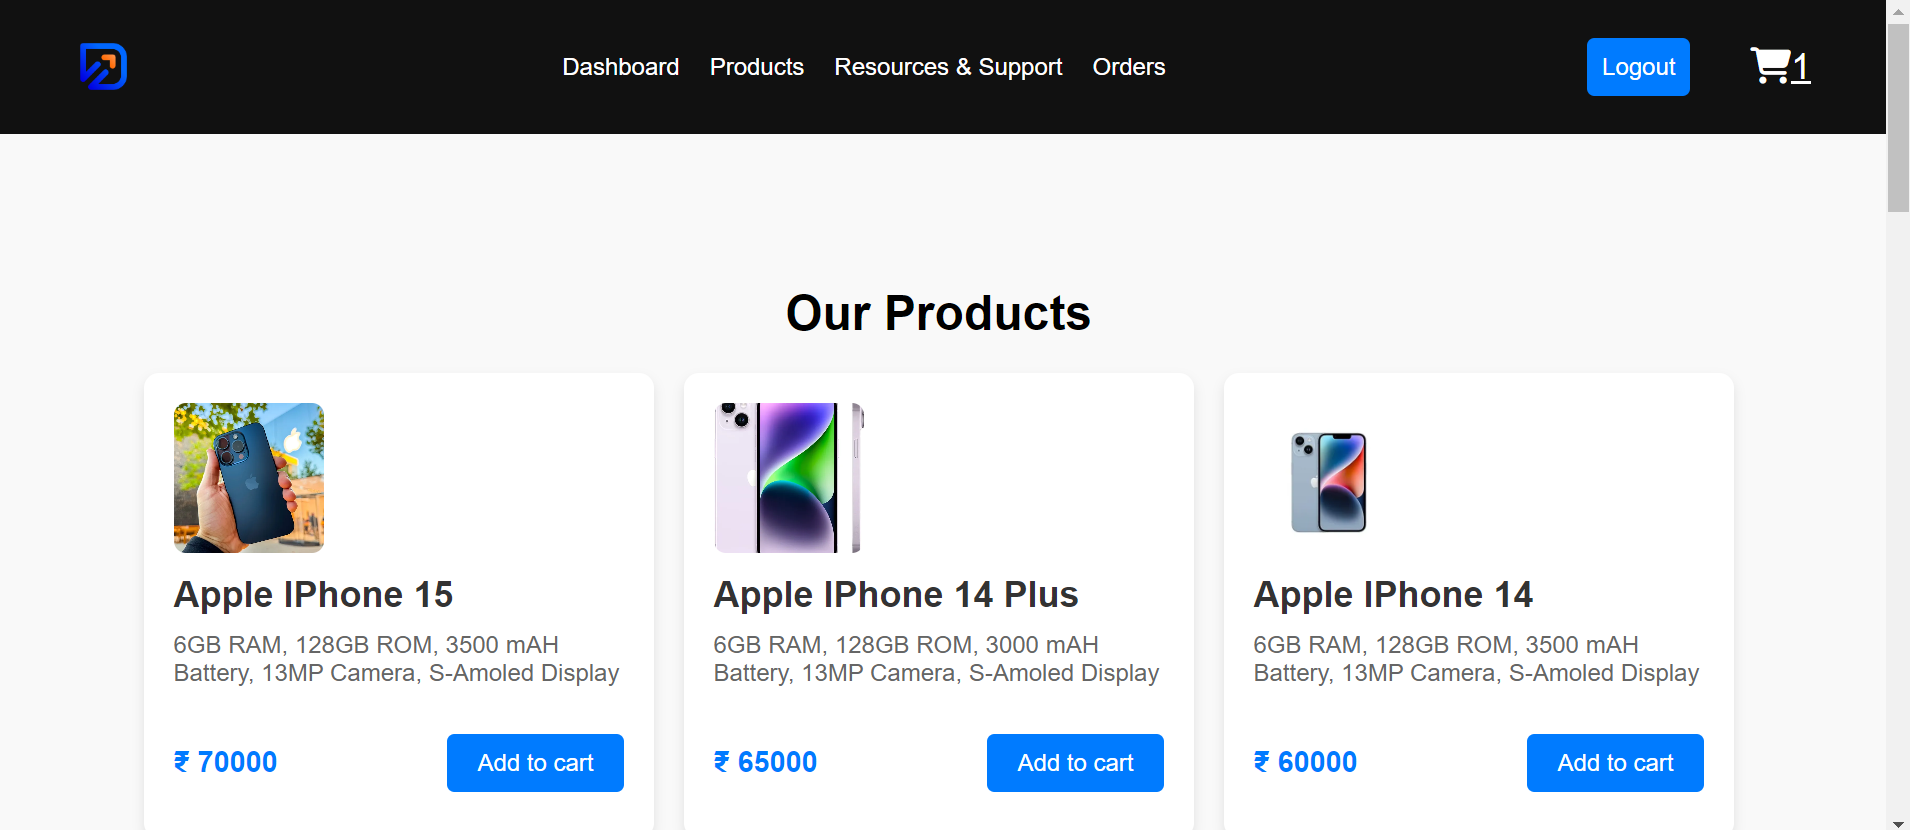 Dashboard Products Resources & Support Orders Logout 1
Our Products
Apple IPhone 15
6GB RAM, 128GB ROM, 3500 mAH
Battery, 13MP Camera, S-Amoled Display
₹ 70000 Add to cart
Apple IPhone 14 Plus
6GB RAM, 128GB ROM, 3000 mAH
Battery, 13MP Camera, S-Amoled Display
₹ 65000 Add to cart
Apple IPhone 14
6GB RAM, 128GB ROM, 3500 mAH
Battery, 13MP Camera, S-Amoled Display
₹ 60000 Add to cart